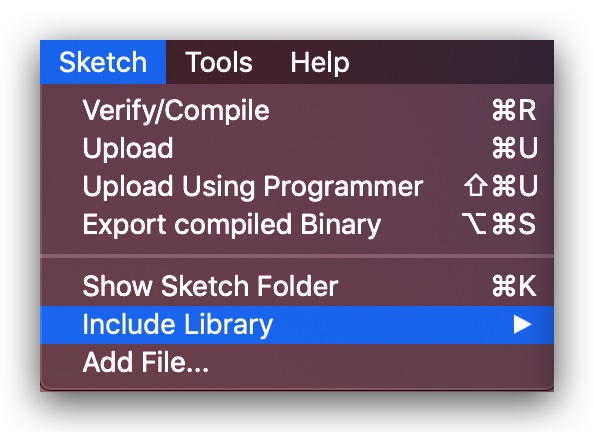 Sketch Tools Help
Verify/Compile ⌘R
Upload ⌘U
Upload Using Programmer ⇧⌘U
Export compiled Binary ⌥⌘S
Show Sketch Folder ⌘K
Include Library ▶
Add File...